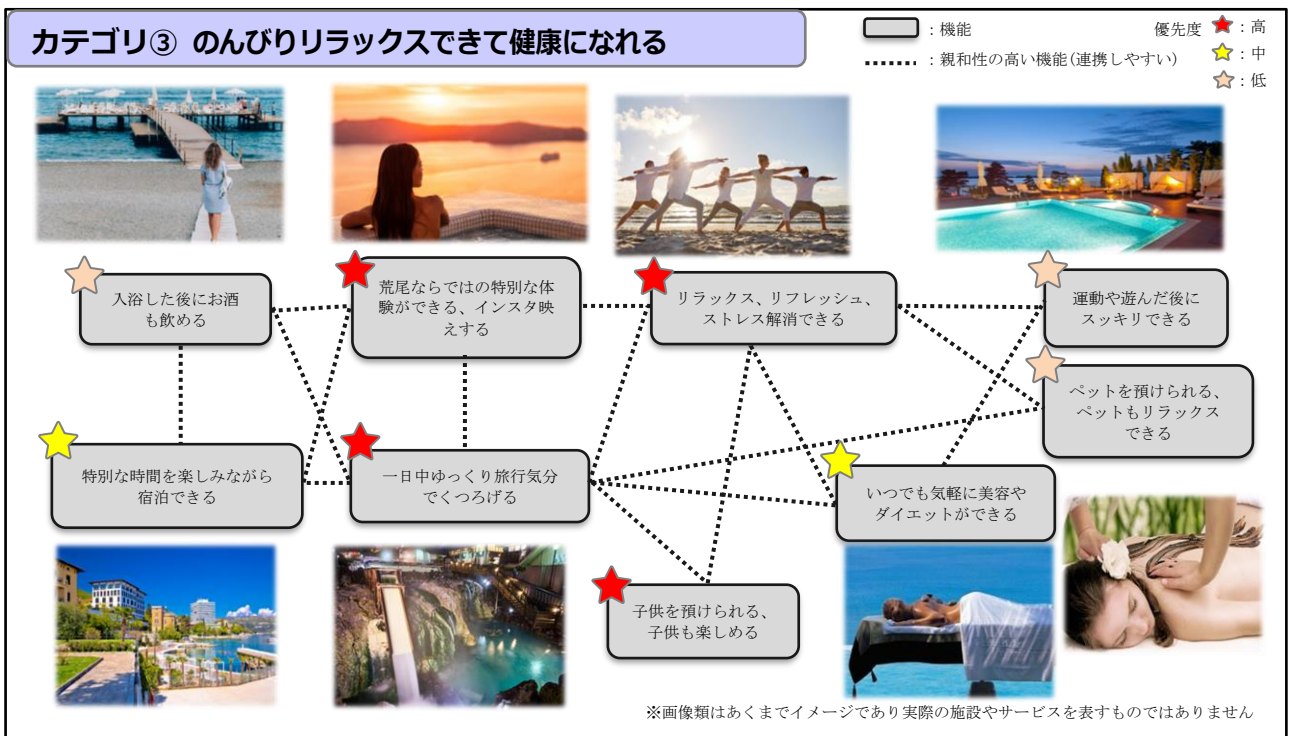 カテゴリ③ のんびりリラックスできて健康になれる
：機能
優先度
：高
：親和性の高い機能(連携しやすい)
：中
：低
入浴した後にお酒
も飲める
荒尾ならではの特別な体
験ができる、インスタ映
えする
リラックス、リフレッシュ、
ストレス解消できる
運動や遊んだ後に
スッキリできる
ペットを預けられる、
ペットもリラックス
できる
特別な時間を楽しみながら
宿泊できる
一日中ゆっくり旅行気分
でくつろげる
いつでも気軽に美容や
ダイエットができる
子供を預けられる、
子供も楽しめる
※画像類はあくまでイメージであり実際の施設やサービスを表すものではありません